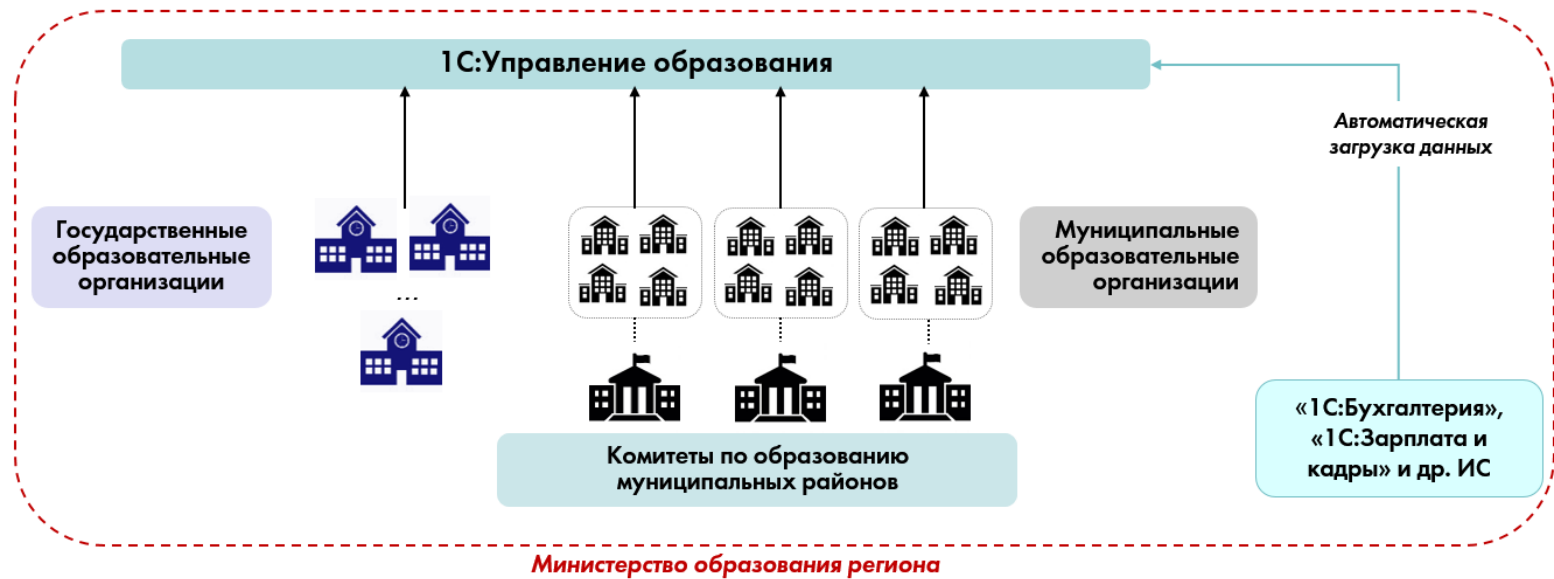 1С:Управление образования
Автоматическая
загрузка данных
Государственные
образовательные
организации
...
Муниципальные
образовательные
организации
Комитеты по образованию
муниципальных районов
«1С:Бухгалтерия»,
«1С:Зарплата и
кадры» и др. ИС
Министерство образования региона